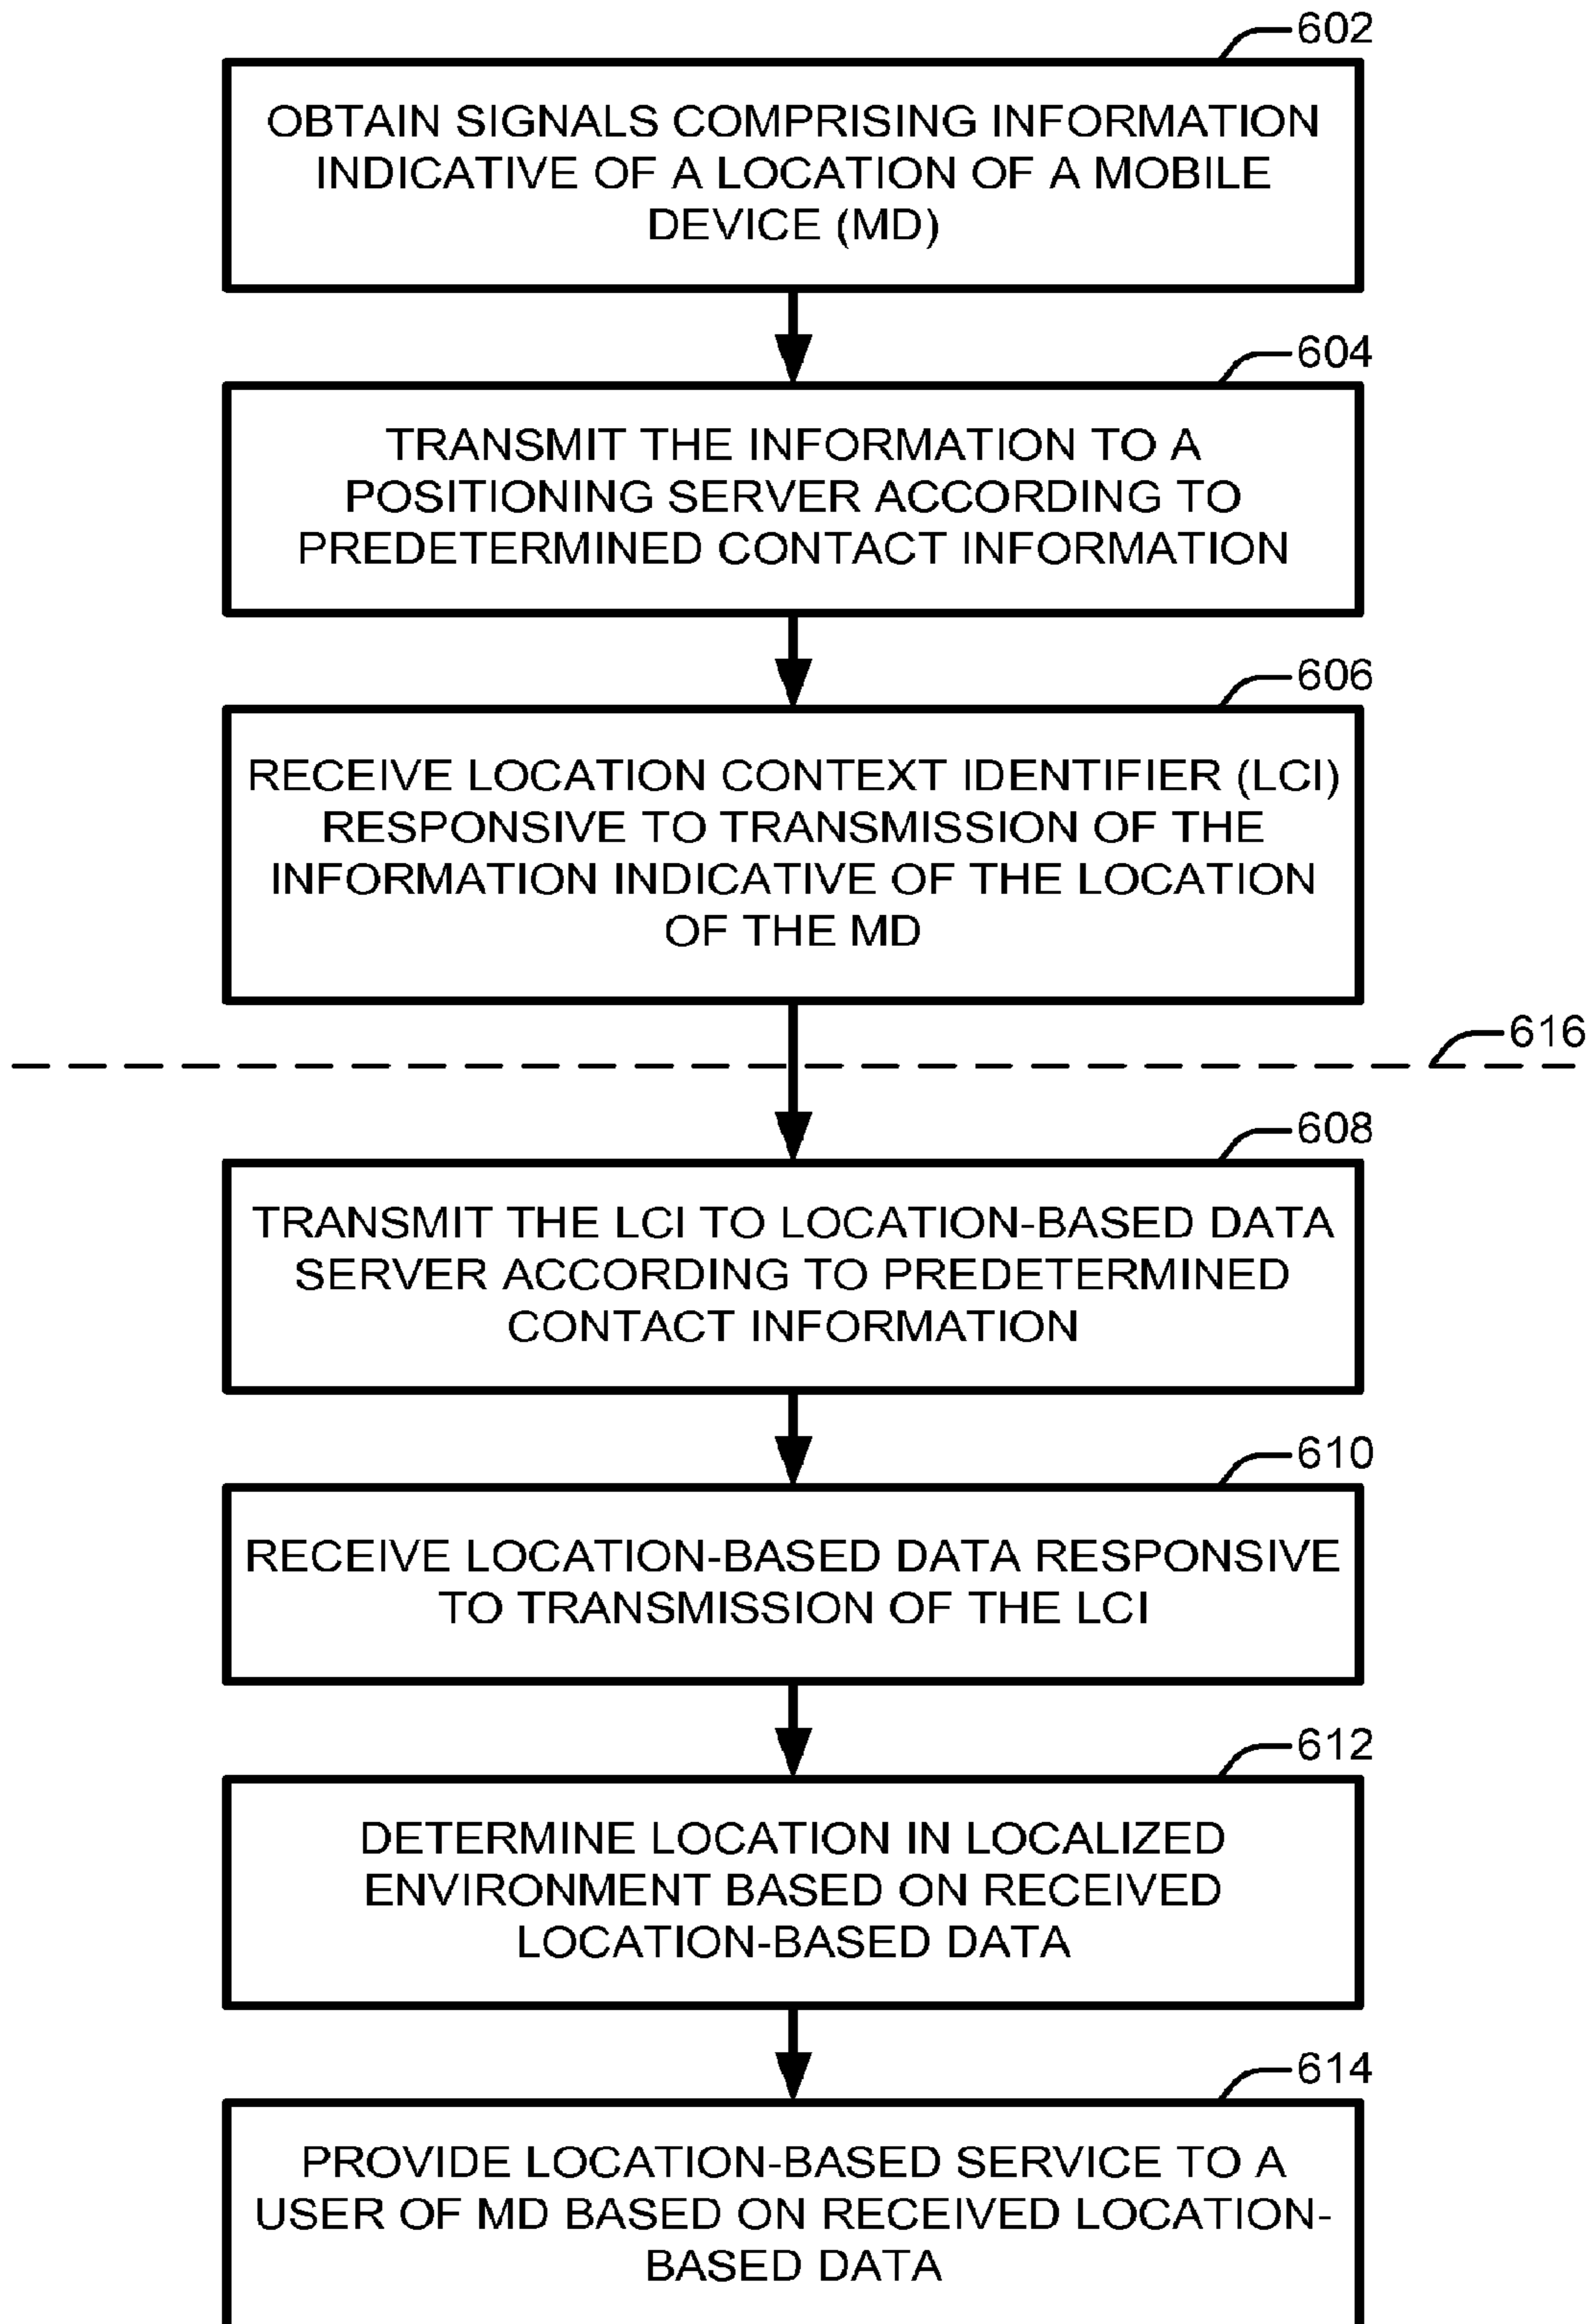 602
OBTAIN SIGNALS COMPRISING INFORMATION
INDICATIVE OF A LOCATION OF A MOBILE
DEVICE (MD)
604
TRANSMIT THE INFORMATION TO A
POSITIONING SERVER ACCORDING TO
PREDETERMINED CONTACT INFORMATION
606
RECEIVE LOCATION CONTEXT IDENTIFIER (LCI)
RESPONSIVE TO TRANSMISSION OF THE
INFORMATION INDICATIVE OF THE LOCATION
OF THE MD
616
608
TRANSMIT THE LCI TO LOCATION-BASED DATA
SERVER ACCORDING TO PREDETERMINED
CONTACT INFORMATION
610
RECEIVE LOCATION-BASED DATA RESPONSIVE
TO TRANSMISSION OF THE LCI
612
DETERMINE LOCATION IN LOCALIZED
ENVIRONMENT BASED ON RECEIVED
LOCATION-BASED DATA
614
PROVIDE LOCATION-BASED SERVICE TO A
USER OF MD BASED ON RECEIVED LOCATION-
BASED DATA